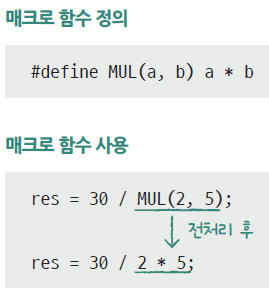 매크로 함수 정의
#define MUL(a, b) a * b
매크로 함수 사용
res = 30 / MUL(2, 5);
전처리 후
res = 30 / 2 * 5;